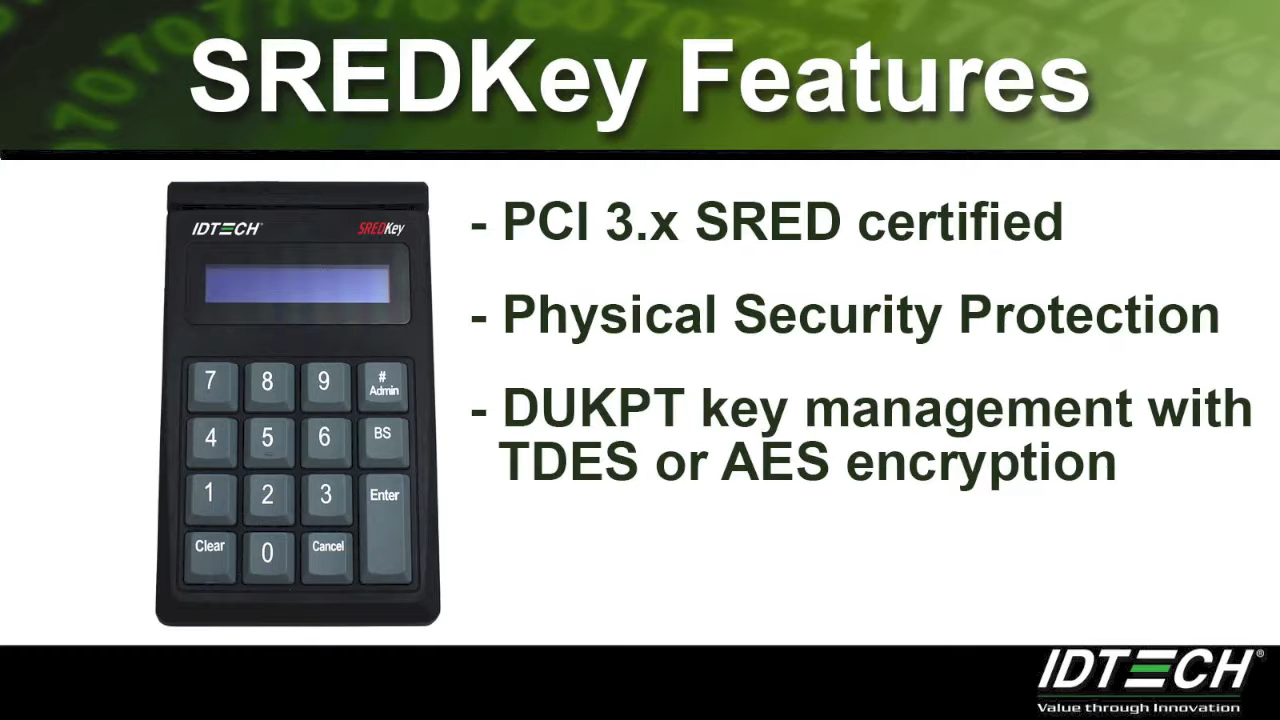 SREDKey Features
IDTECH®
SREDKey
- PCI 3.x SRED certified
- Physical Security Protection
- DUKPT key management with
TDES or AES encryption
7 8 9 # Admin
4 5 6 BS
1 2 3 Enter
Clear 0 Cancel
IDTECH®
Value through Innovation